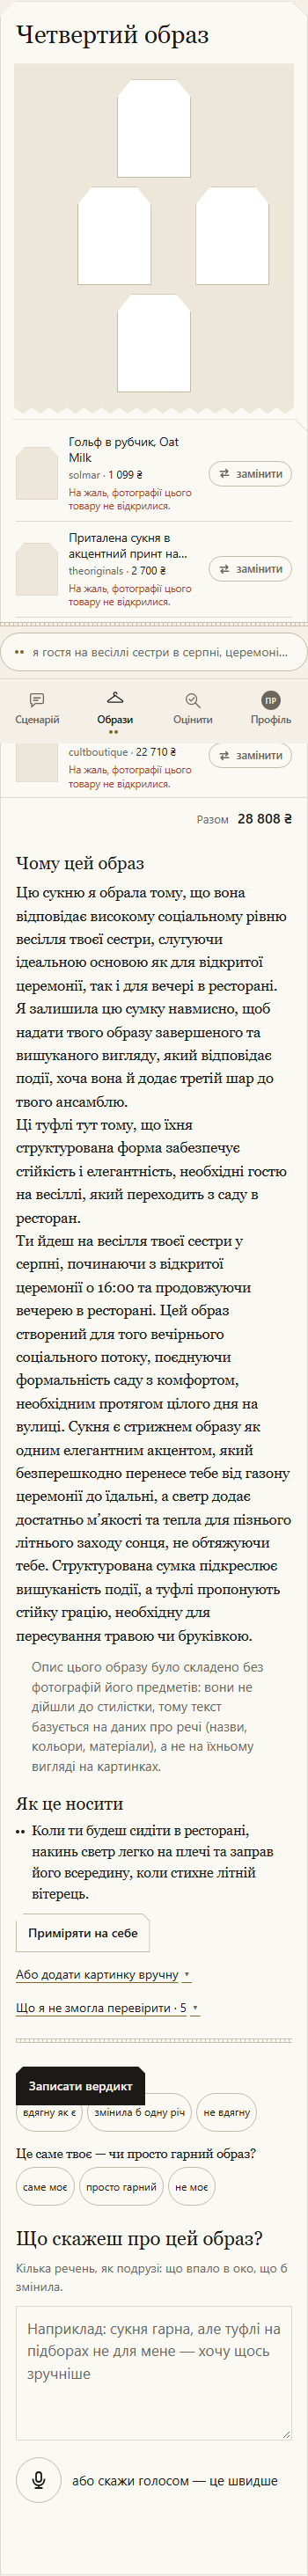 Четвертий образ
Гольф в рубчик, Oat
Milk
solmar · 1 099 ₴
На жаль, фотографії цього
товару не відкрилися.
замінити
Приталена сукня в
акцентний принт на...
theoriginals · 2 700 ₴
На жаль, фотографії цього
товару не відкрилися.
замінити
я гостя на весіллі сестри в серпні, церемоні...
Сценарій
Образи
Оцінити
ПР
Профіль
cultboutique · 22 710 ₴
На жаль, фотографії цього
товару не відкрилися.
замінити
Разом 28 808 ₴
Чому цей образ
Цю сукню я обрала тому, що вона
відповідає високому соціальному рівню
весілля твоєї сестри, слугуючи
ідеальною основою як для відкритої
церемонії, так і для вечері в ресторані.
Я залишила цю сумку навмисно, щоб
надати твого образу завершеного та
вишуканого вигляду, який відповідає
події, хоча вона й додає третій шар до
твого ансамблю.
Ці туфлі тут тому, що їхня
структурована форма забезпечує
стійкість і елегантність, необхідні гостю
на весіллі, який переходить з саду в
ресторан.
Ти йдеш на весілля твоєї сестри у
серпні, починаючи з відкритої
церемонії о 16:00 та продовжуючи
вечерею в ресторані. Цей образ
створений для того вечірнього
соціального потоку, поєднуючи
формальність саду з комфортом,
необхідним протягом цілого дня на
вулиці. Сукня є стрижнем образу як
одним елегантним акцентом, який
безперешкодно перенесе тебе від газону
церемонії до їдальні, а светр додає
достатньо м’якості та тепла для пізнього
літнього заходу сонця, не обтяжуючи
тебе. Структурована сумка підкреслює
вишуканість події, а туфлі пропонують
стійку грацію, необхідну для
пересування травою чи бруківкою.
Опис цього образу було складено без
фотографій його предметів: вони не
дійшли до стилістки, тому текст
базується на даних про речі (назви,
кольори, матеріали), а не на їхньому
вигляді на картинках.
Як це носити
Коли ти будеш сидіти в ресторані,
накинь светр легко на плечі та заправ
його всередину, коли стихне літній
вітерець.
Приміряти на себе
Або додати картинку вручну
Що я не змогла перевірити · 5
Записати вердикт
вдягну як є
змінила б одну річ
не вдягну
Це саме твоє — чи просто гарний образ?
саме моє
просто гарний
не моє
Що скажеш про цей образ?
Кілька речень, як подрузі: що впало в око, що б
змінила.
Наприклад: сукня гарна, але туфлі на
підборах не для мене — хочу щось
зручніше
або скажи голосом — це швидше